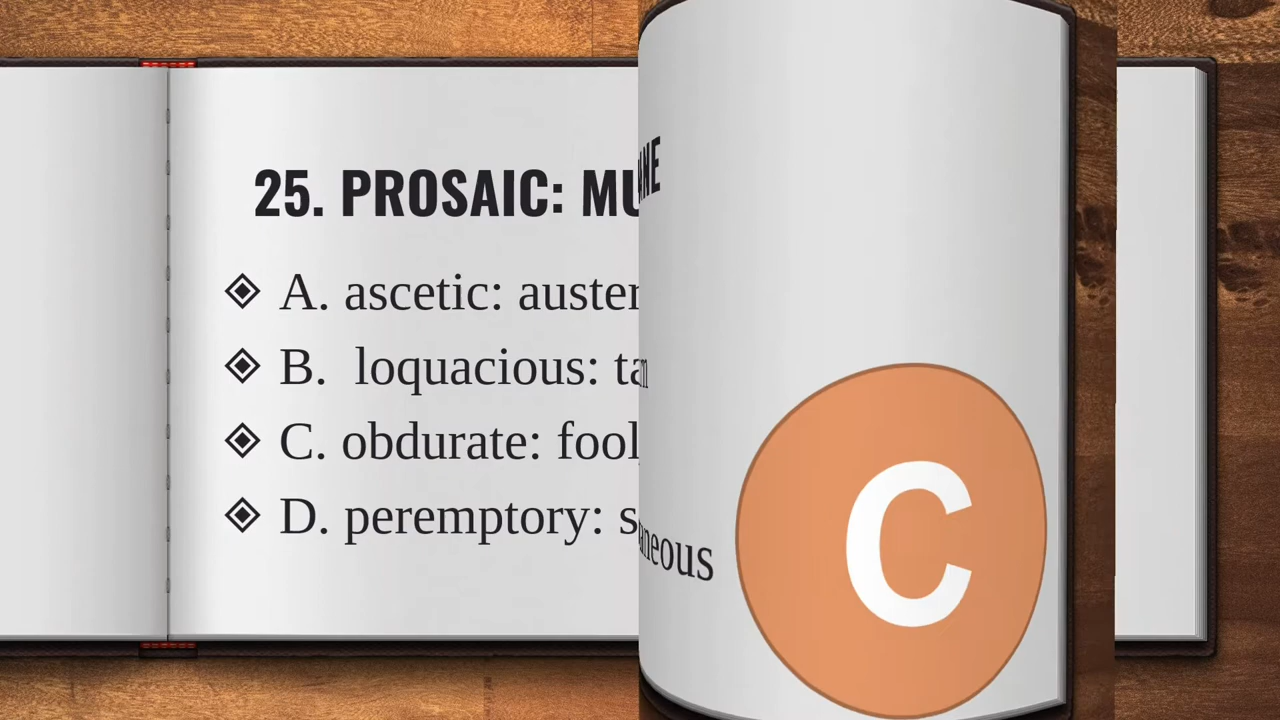 25. PROSAIC: MU
A. ascetic: auster
B. loquacious: ta
C. obdurate: fool
D. peremptory: s
aneous
C